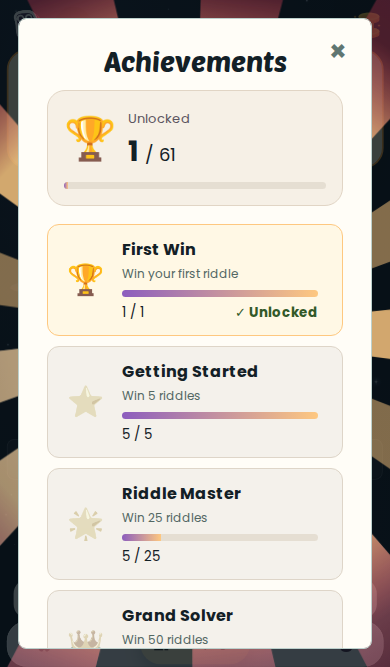 Achievements
✖
Unlocked
1 / 61
First Win
Win your first riddle
1 / 1
✓ Unlocked
Getting Started
Win 5 riddles
5 / 5
Riddle Master
Win 25 riddles
5 / 25
Grand Solver
Win 50 riddles